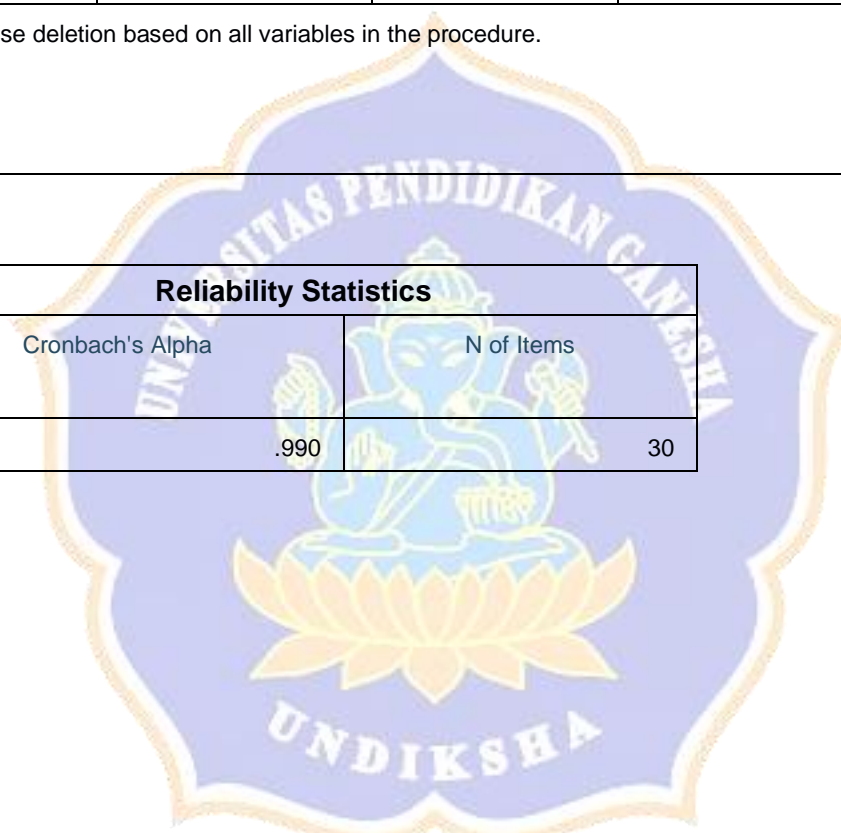 se deletion based on all variables in the procedure.
UNIVERSITAS PENDIDIKAN GANESHA
Reliability Statistics
Cronbach's Alpha N of Items
.990 30
UNDIKSHA